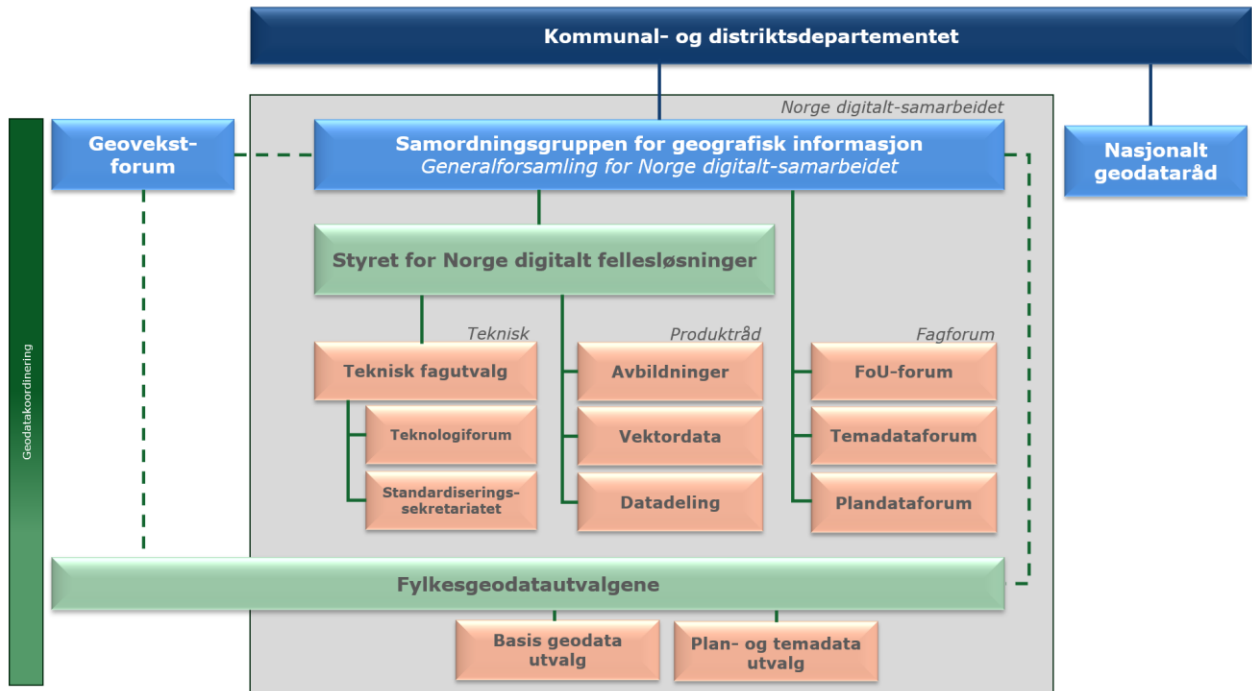 Kommunal- og distriktsdepartementet
Norge digitalt-samarbeidet
Geovekst-
forum
Samordningsgruppen for geografisk informasjon
Generalforsamling for Norge digitalt-samarbeidet
Nasjonalt
geodataråd
Styret for Norge digitalt fellesløsninger
Teknisk
Produktråd
Fagforum
Teknisk fagutvalg
Avbildninger
FoU-forum
Teknologiforum
Vektordata
Temadataforum
Standardiserings-
sekretariatet
Datadeling
Plandataforum
Geodatakoordinering
Fylkesgeodatautvalgene
Basis geodata
utvalg
Plan- og temadata
utvalg